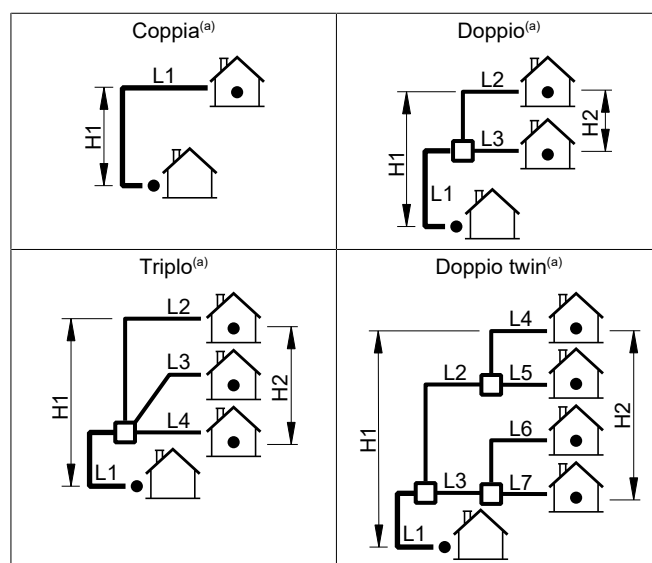 Coppia(a)
L1
H1
Doppio(a)
L2
L3
H1
H2
L1
Triplo(a)
L2
L3
L4
H1
H2
L1
Doppio twin(a)
L4
L2
L5
H1
H2
L6
L3
L7
L1